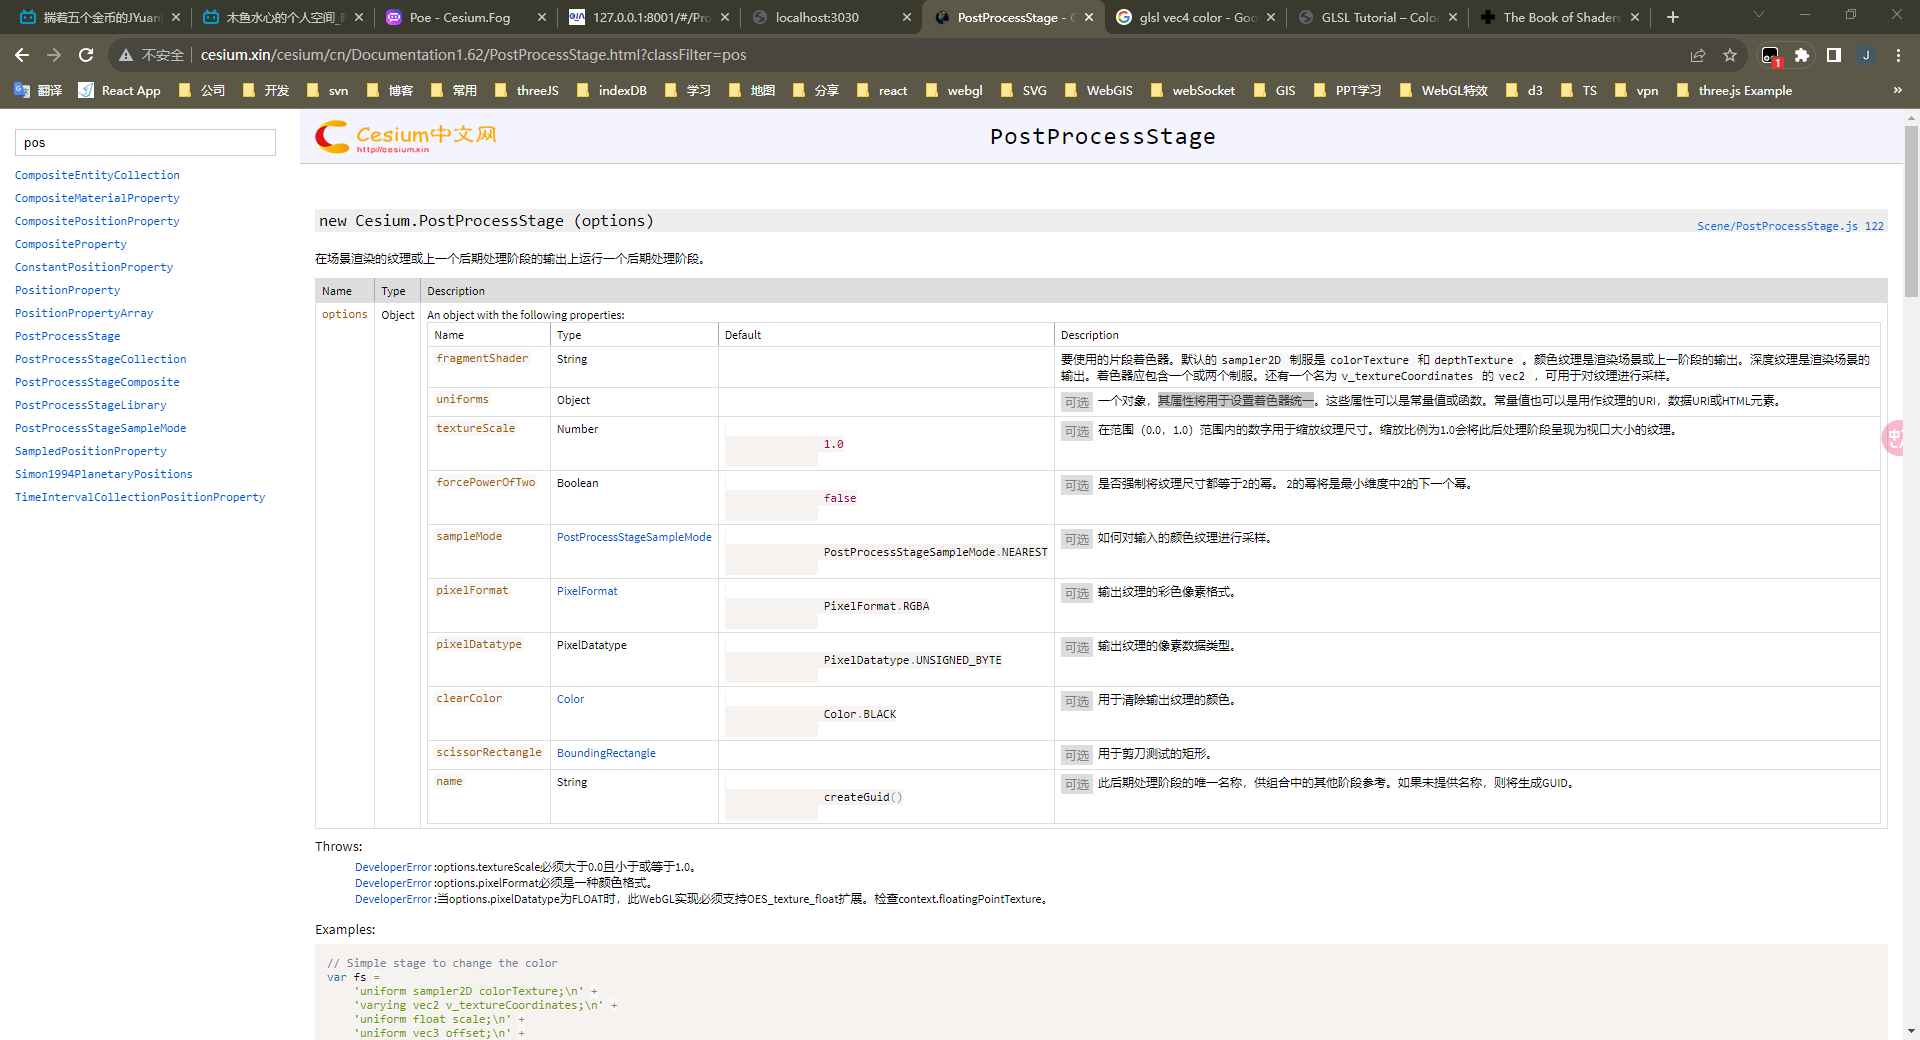 揣着五个金币的JYuan
木鱼水心的个人空间_
Poe - Cesium.Fog
127.0.0.1:8001/#/Pro
localhost:3030
PostProcessStage - C
glsl vec4 color - Goo
GLSL Tutorial – Color
The Book of Shaders
不安全
cesium.xin/cesium/cn/Documentation1.62/PostProcessStage.html?classFilter=pos
1
J
翻译
React App
公司
开发
svn
博客
常用
threeJS
indexDB
学习
地图
分享
react
webgl
SVG
WebGIS
webSocket
GIS
PPT学习
WebGL特效
d3
TS
vpn
three.js Example
»
pos
CompositeEntityCollection
CompositeMaterialProperty
CompositePositionProperty
CompositeProperty
ConstantPositionProperty
PositionProperty
PositionPropertyArray
PostProcessStage
PostProcessStageCollection
PostProcessStageComposite
PostProcessStageLibrary
PostProcessStageSampleMode
SampledPositionProperty
Simon1994PlanetaryPositions
TimeIntervalCollectionPositionProperty
Cesium中文网
http://cesium.xin
PostProcessStage
new Cesium.PostProcessStage (options)
Scene/PostProcessStage.js 122
在场景渲染的纹理或上一个后期处理阶段的输出上运行一个后期处理阶段。
Name Type Description
options Object An object with the following properties:
Name Type Default Description
fragmentShader String 要使用的片段着色器。默认的 sampler2D 制服是 colorTexture 和 depthTexture 。颜色纹理是渲染场景或上一阶段的输出。深度纹理是渲染场景的
输出。着色器应包含一个或两个制服。还有一个名为 v_textureCoordinates 的 vec2 ，可用于对纹理进行采样。
uniforms Object 可选 一个对象，其属性将用于设置着色器统一。这些属性可以是常量值或函数。常量值也可以是用作纹理的URI，数据URI或HTML元素。
textureScale Number 1.0 可选 在范围（0.0，1.0）范围内的数字用于缩放纹理尺寸。缩放比例为1.0会将此后处理阶段呈现为视口大小的纹理。
forcePowerOfTwo Boolean false 可选 是否强制将纹理尺寸都等于2的幂。 2的幂将是最小维度中2的下一个幂。
sampleMode PostProcessStageSampleMode PostProcessStageSampleMode.NEAREST 可选 如何对输入的颜色纹理进行采样。
pixelFormat PixelFormat PixelFormat.RGBA 可选 输出纹理的彩色像素格式。
pixelDatatype PixelDatatype PixelDatatype.UNSIGNED_BYTE 可选 输出纹理的像素数据类型。
clearColor Color Color.BLACK 可选 用于清除输出纹理的颜色。
scissorRectangle BoundingRectangle 可选 用于剪刀测试的矩形。
name String createGuid() 可选 此后期处理阶段的唯一名称，供组合中的其他阶段参考。如果未提供名称，则将生成GUID。
Throws:
DeveloperError :options.textureScale必须大于0.0且小于或等于1.0。
DeveloperError :options.pixelFormat必须是一种颜色格式。
DeveloperError :当options.pixelDatatype为FLOAT时，此WebGL实现必须支持OES_texture_float扩展。检查context.floatingPointTexture。
Examples:
// Simple stage to change the color
var fs =
'uniform sampler2D colorTexture;\n' +
'varying vec2 v_textureCoordinates;\n' +
'uniform float scale;\n' +
'uniform vec3 offset;\n' +